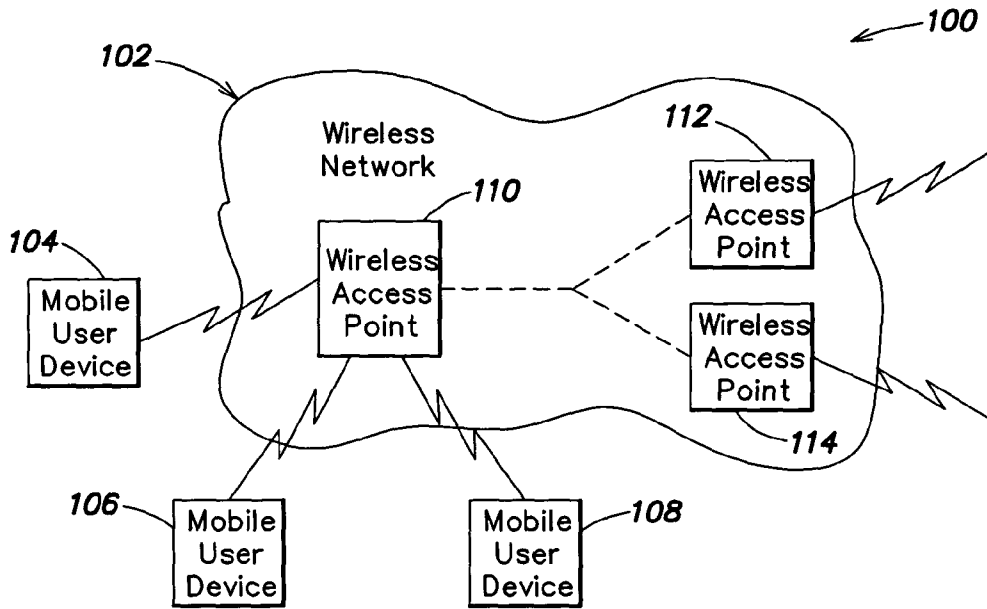 100
102
Wireless
Network
112
Wireless
Access
Point
110
Wireless
Access
Point
104
Mobile
User
Device
Wireless
Access
Point
114
106
Mobile
User
Device
108
Mobile
User
Device